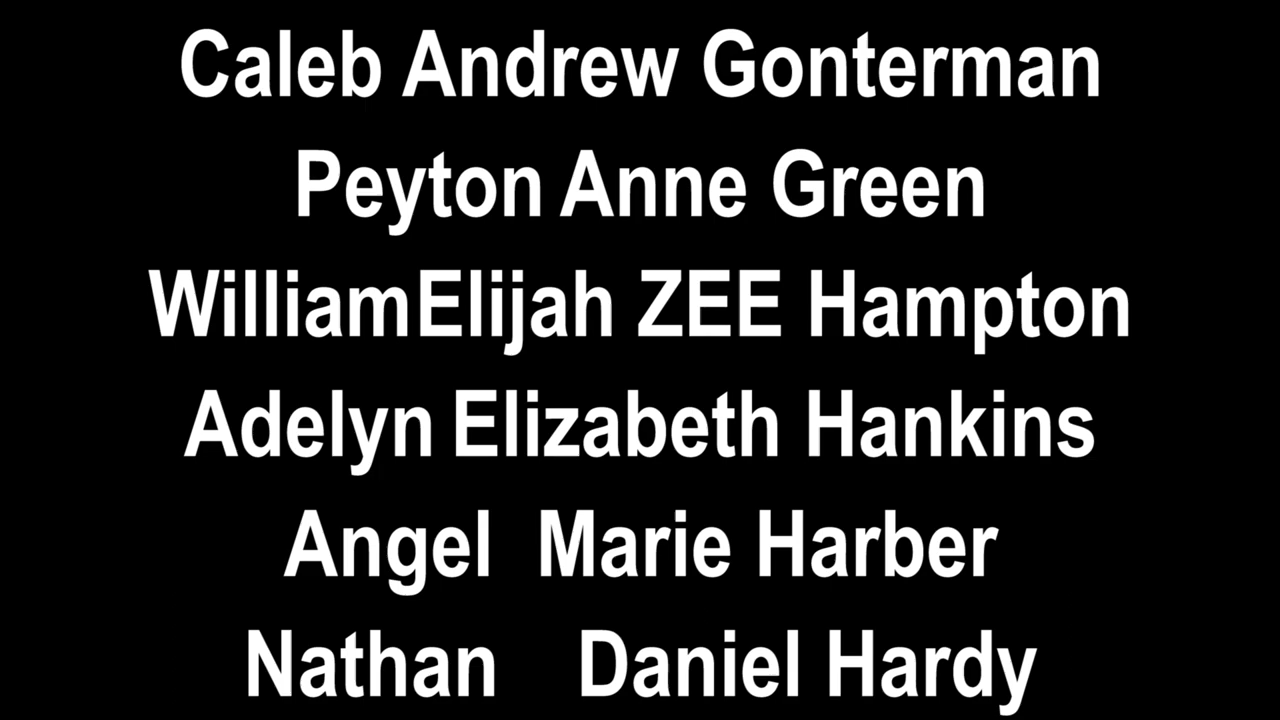 Caleb Andrew Gonterman
Peyton Anne Green
WilliamElijah ZEE Hampton
Adelyn Elizabeth Hankins
Angel Marie Harber
Nathan Daniel Hardy